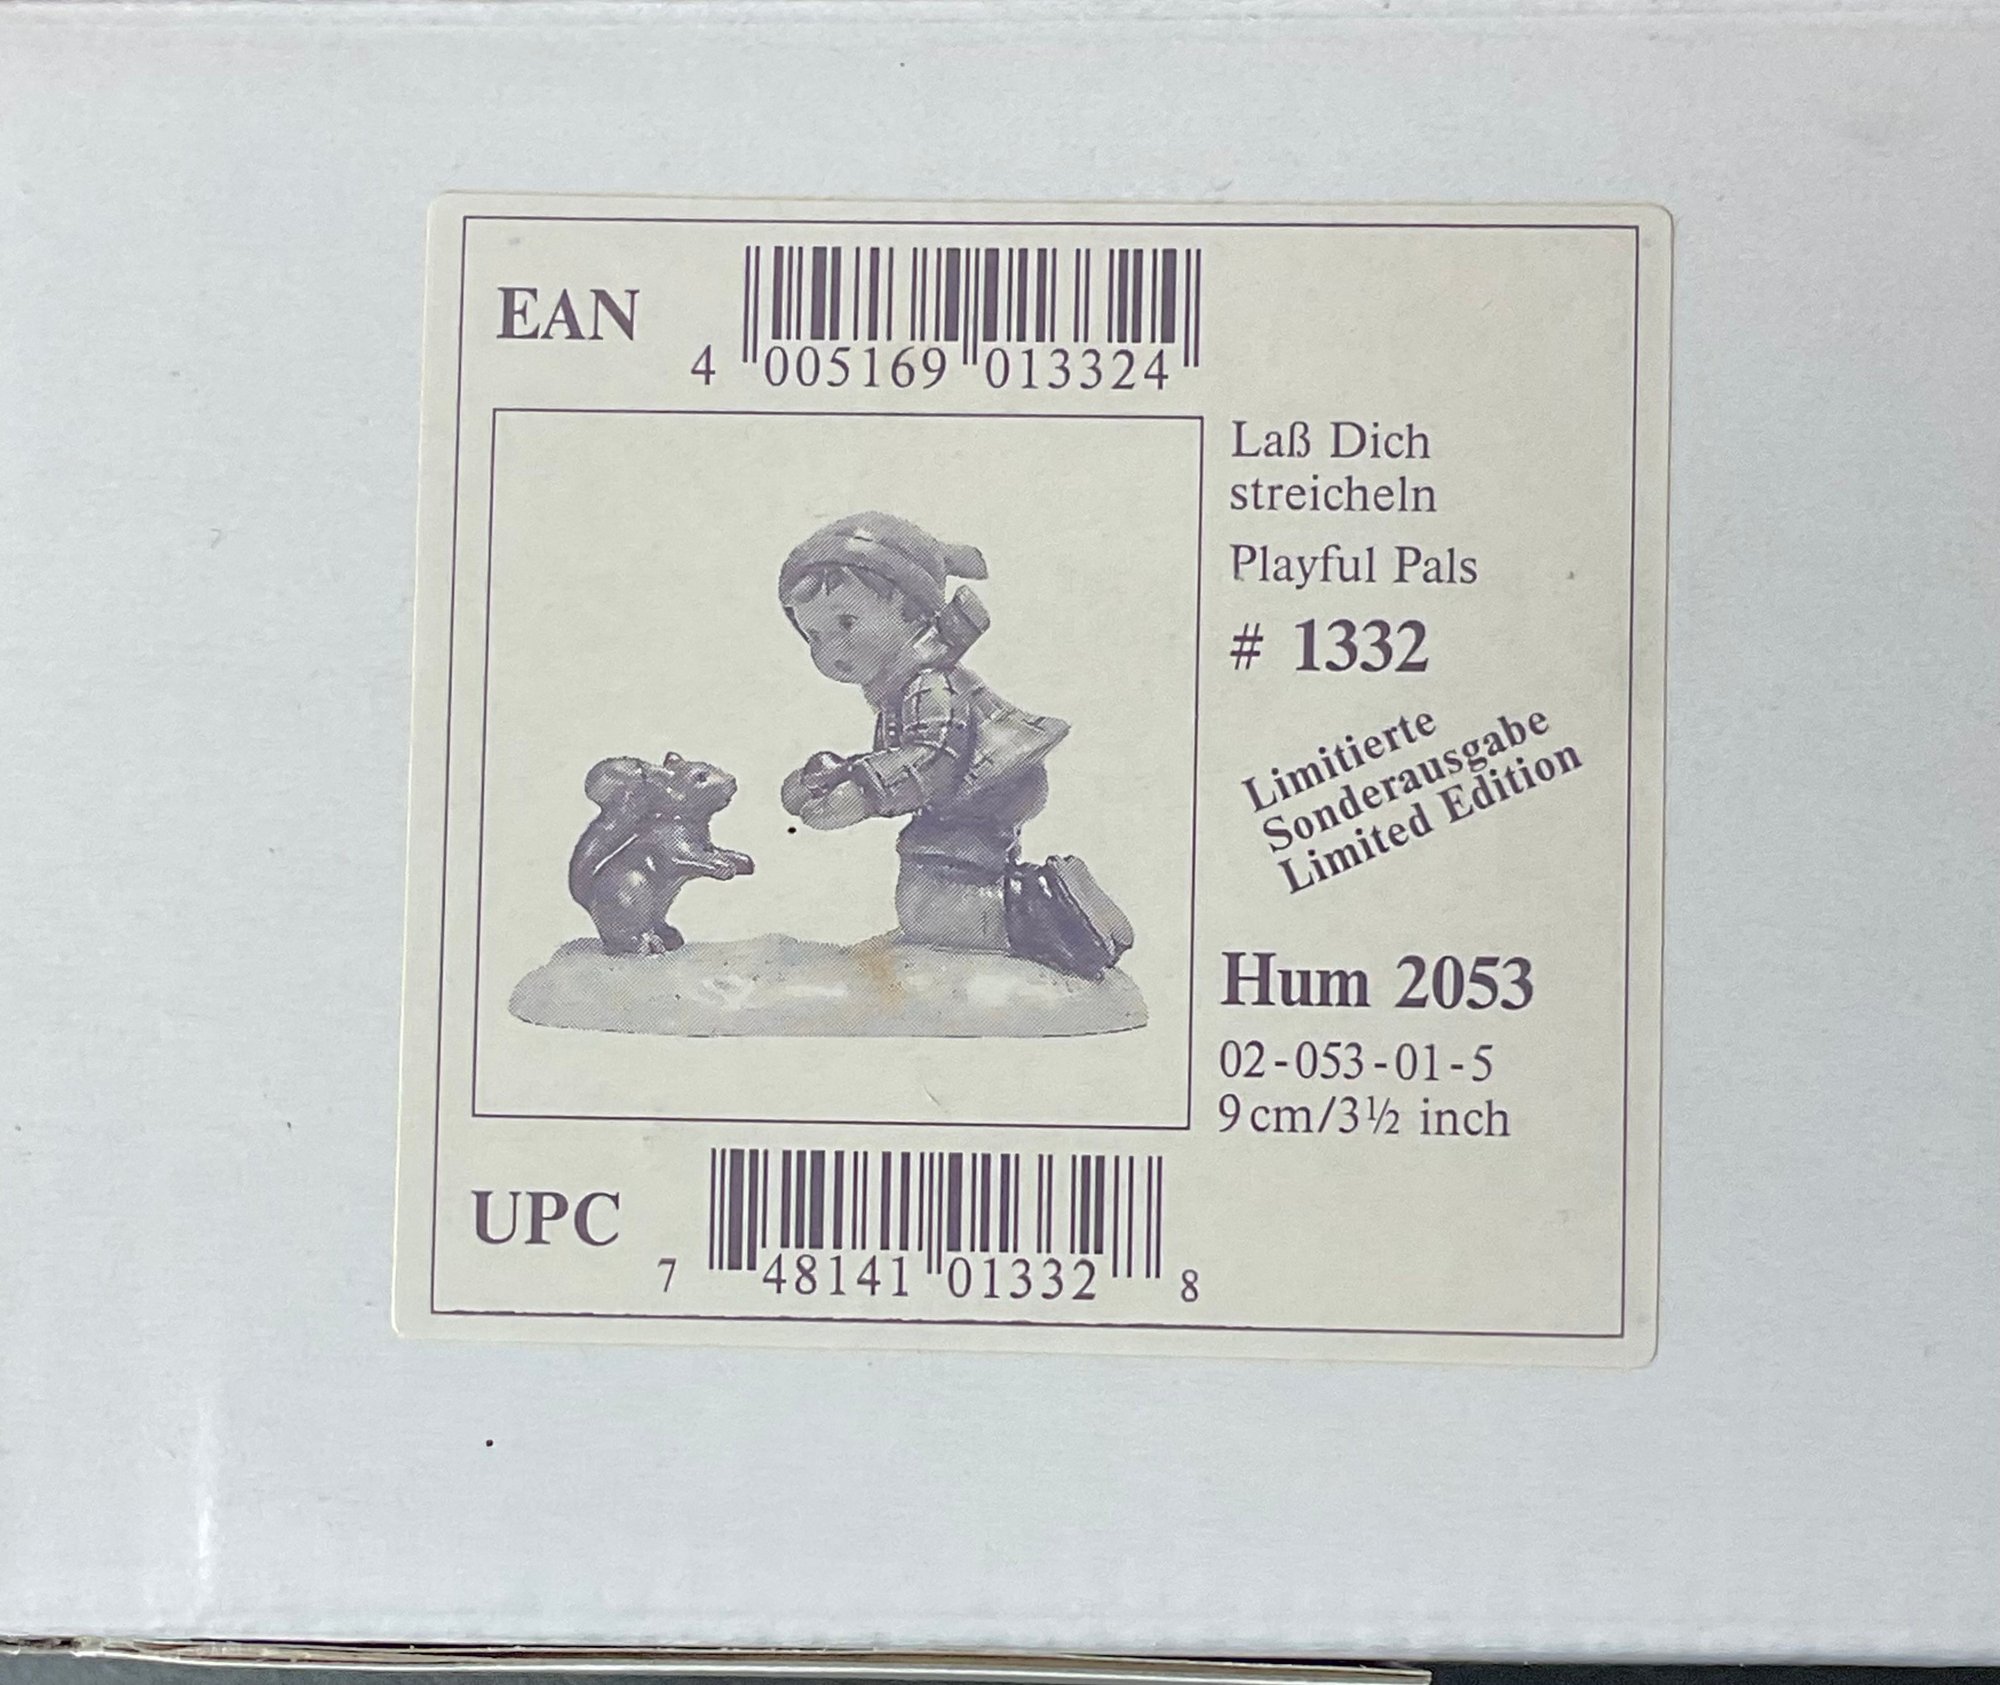 EAN
4 005169 013324
Laß Dich
streicheln
Playful Pals
# 1332
Limitierte
Sonderausgabe
Limited Edition
Hum 2053
02-053-01-5
9 cm/3½ inch
UPC
7 48141 01332 8